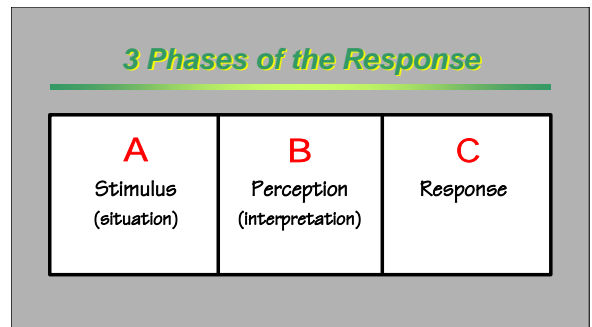 3 Phases of the Response
A
Stimulus
(situation)
B
Perception
(interpretation)
C
Response